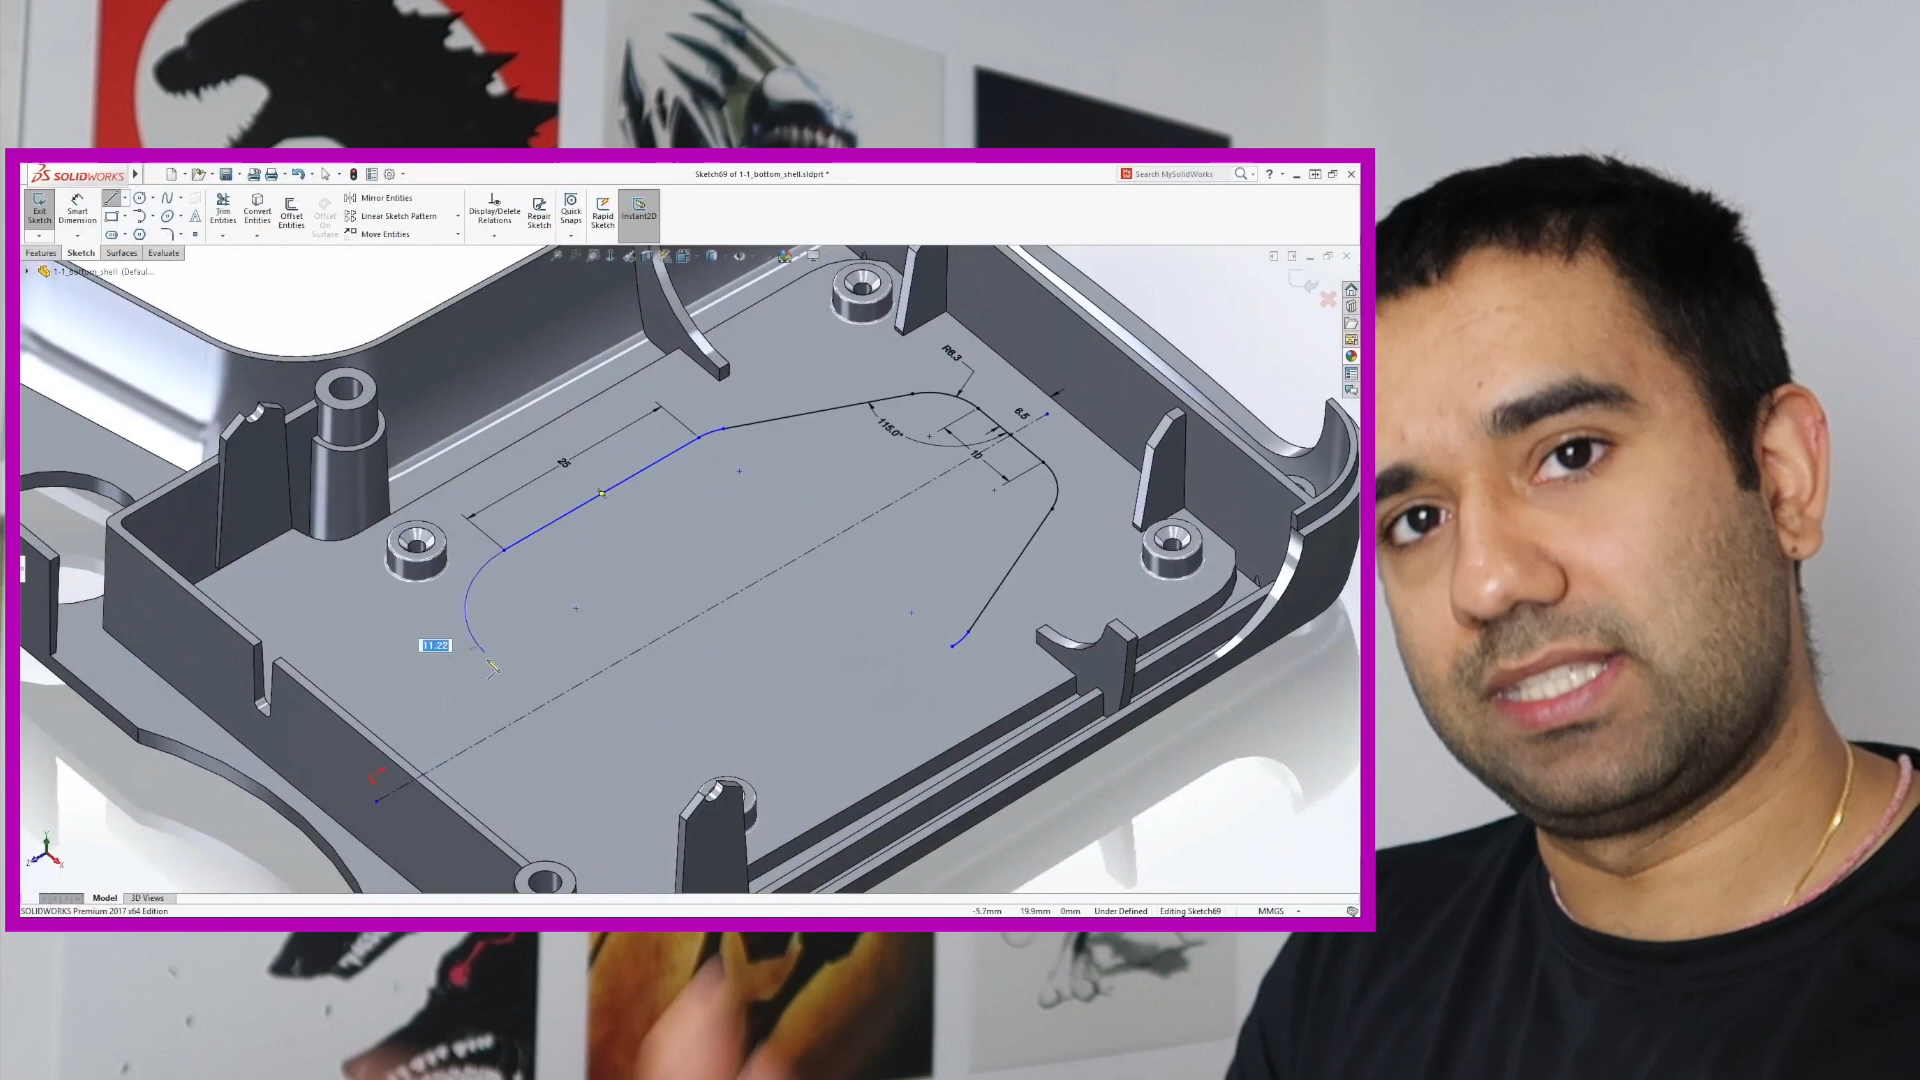 SOLIDWORKS
Sketch69 of 1-1_bottom_shell.sldprt *
Search MySolidWorks
?
Exit Sketch
Smart Dimension
Trim Entities
Convert Entities
Offset Entities
Offset On Surface
Mirror Entities
Linear Sketch Pattern
Move Entities
Display/Delete Relations
Repair Sketch
Quick Snaps
Rapid Sketch
Instant2D
Features Sketch Surfaces Evaluate
1-1_bottom_shell (Defaul...
R6.3
6.5
115.0°
10
25
11.22
Model 3D Views
SOLIDWORKS Premium 2017 x64 Edition
-5.7mm 19.9mm 0mm Under Defined Editing Sketch69 MMGS